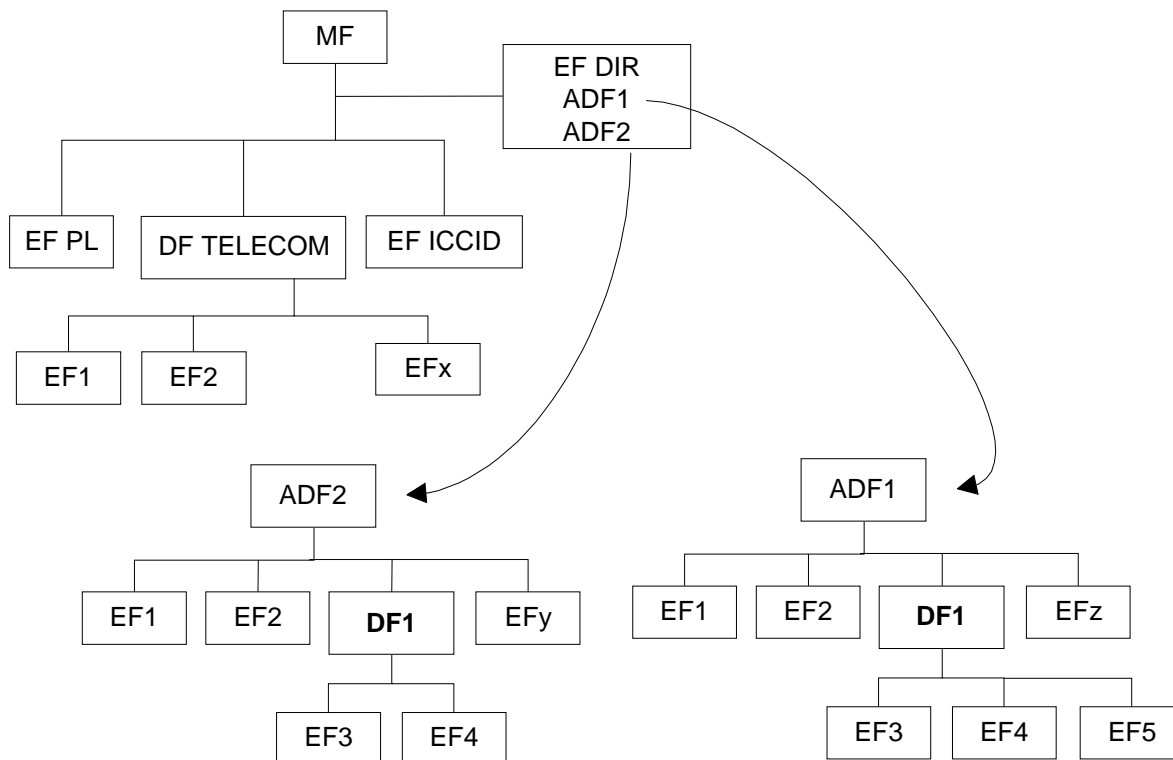 MF
EF DIR
ADF1
ADF2
EF PL
DF TELECOM
EF ICCID
EF1
EF2
EFx
ADF2
ADF1
EF1
EF2
DF1
EFy
EF1
EF2
DF1
EFz
EF3
EF4
EF3
EF4
EF5